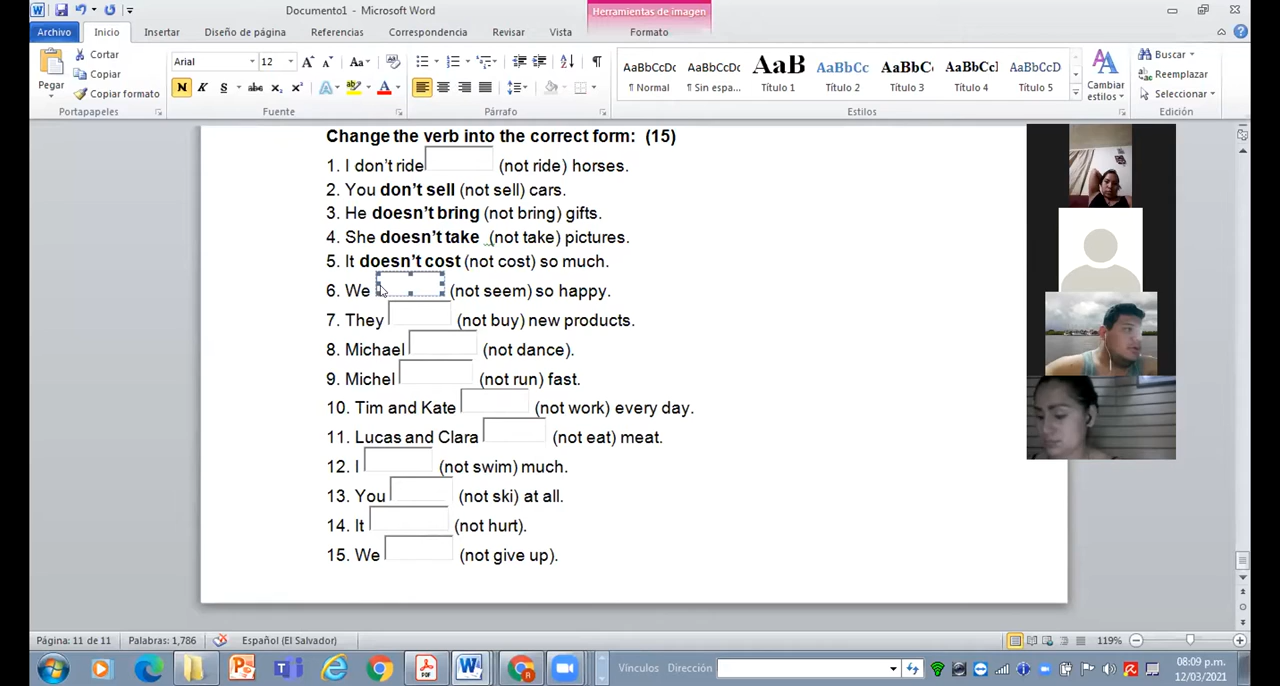 Documento1 - Microsoft Word
Herramientas de imagen
Archivo
Inicio
Insertar
Diseño de página
Referencias
Correspondencia
Revisar
Vista
Formato
Pegar
Cortar
Copiar
Copiar formato
Portapapeles
Arial
12
Fuente
Párrafo
AaBbCcDc
¶ Normal
AaBbCcDc
¶ Sin espa...
AaB
Título 1
AaBbCc
Título 2
AaBbCc
Título 3
AaBbCcI
Título 4
AaBbCcD
Título 5
Estilos
Cambiar estilos
Buscar
Reemplazar
Seleccionar
Edición
Change the verb into the correct form: (15)
1. I don't ride (not ride) horses.
2. You don't sell (not sell) cars.
3. He doesn't bring (not bring) gifts.
4. She doesn't take (not take) pictures.
5. It doesn't cost (not cost) so much.
6. We (not seem) so happy.
7. They (not buy) new products.
8. Michael (not dance).
9. Michel (not run) fast.
10. Tim and Kate (not work) every day.
11. Lucas and Clara (not eat) meat.
12. I (not swim) much.
13. You (not ski) at all.
14. It (not hurt).
15. We (not give up).
Página: 11 de 11
Palabras: 1,786
Español (El Salvador)
119%
Vínculos
Dirección
08:09 p.m.
12/03/2021